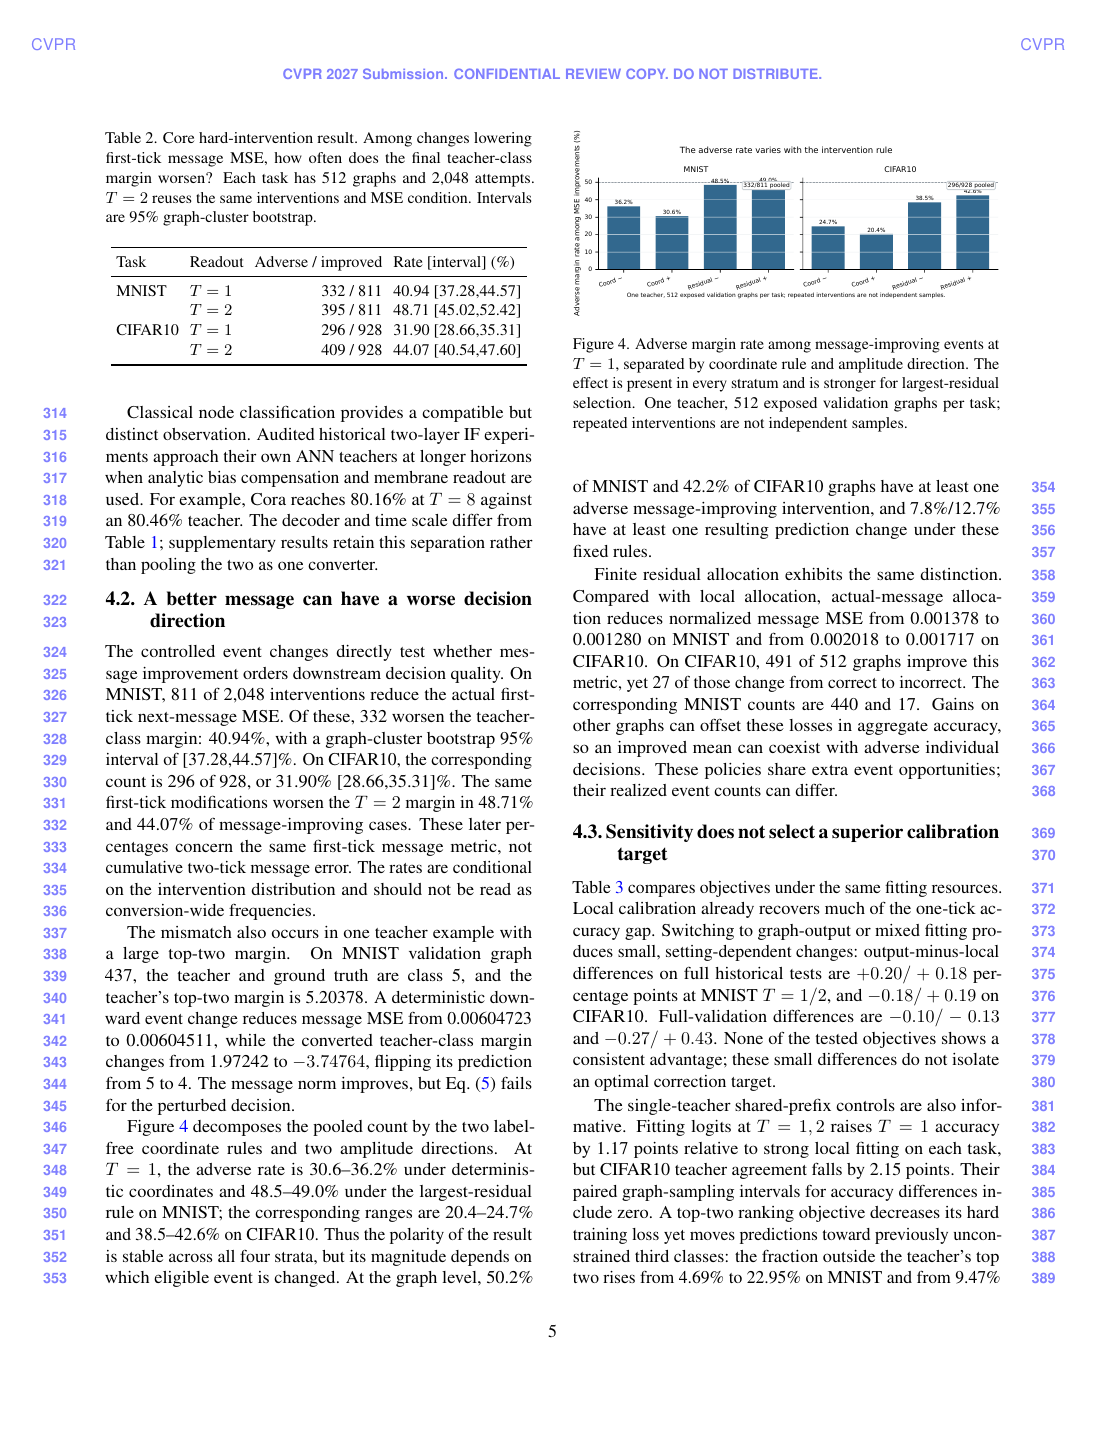 CVPR
CVPR
CVPR 2027 Submission. CONFIDENTIAL REVIEW COPY. DO NOT DISTRIBUTE.
Table 2. Core hard-intervention result. Among changes lowering
first-tick message MSE, how often does the final teacher-class
margin worsen? Each task has 512 graphs and 2,048 attempts.
T = 2 reuses the same interventions and MSE condition. Intervals
are 95% graph-cluster bootstrap.
Task Readout Adverse / improved Rate [interval] (%)
MNIST T = 1 332 / 811 40.94 [37.28,44.57]
T = 2 395 / 811 48.71 [45.02,52.42]
CIFAR10 T = 1 296 / 928 31.90 [28.66,35.31]
T = 2 409 / 928 44.07 [40.54,47.60]
314 Classical node classification provides a compatible but
315 distinct observation. Audited historical two-layer IF experi-
316 ments approach their own ANN teachers at longer horizons
317 when analytic bias compensation and membrane readout are
318 used. For example, Cora reaches 80.16% at T = 8 against
319 an 80.46% teacher. The decoder and time scale differ from
320 Table 1; supplementary results retain this separation rather
321 than pooling the two as one converter.
322 4.2. A better message can have a worse decision
323 direction
324 The controlled event changes directly test whether mes-
325 sage improvement orders downstream decision quality. On
326 MNIST, 811 of 2,048 interventions reduce the actual first-
327 tick next-message MSE. Of these, 332 worsen the teacher-
328 class margin: 40.94%, with a graph-cluster bootstrap 95%
329 interval of [37.28,44.57]%. On CIFAR10, the corresponding
330 count is 296 of 928, or 31.90% [28.66,35.31]%. The same
331 first-tick modifications worsen the T = 2 margin in 48.71%
332 and 44.07% of message-improving cases. These later per-
333 centages concern the same first-tick message metric, not
334 cumulative two-tick message error. The rates are conditional
335 on the intervention distribution and should not be read as
336 conversion-wide frequencies.
337 The mismatch also occurs in one teacher example with
338 a large top-two margin. On MNIST validation graph
339 437, the teacher and ground truth are class 5, and the
340 teacher's top-two margin is 5.20378. A deterministic down-
341 ward event change reduces message MSE from 0.00604723
342 to 0.00604511, while the converted teacher-class margin
343 changes from 1.97242 to −3.74764, flipping its prediction
344 from 5 to 4. The message norm improves, but Eq. (5) fails
345 for the perturbed decision.
346 Figure 4 decomposes the pooled count by the two label-
347 free coordinate rules and two amplitude directions. At
348 T = 1, the adverse rate is 30.6–36.2% under determinis-
349 tic coordinates and 48.5–49.0% under the largest-residual
350 rule on MNIST; the corresponding ranges are 20.4–24.7%
351 and 38.5–42.6% on CIFAR10. Thus the polarity of the result
352 is stable across all four strata, but its magnitude depends on
353 which eligible event is changed. At the graph level, 50.2%
The adverse rate varies with the intervention rule
Adverse margin rate among MSE improvements (%)
MNIST
50
40
30
20
10
0
36.2%
30.6%
48.5%
49.0%
332/811 pooled
Coord − Coord + Residual − Residual +
CIFAR10
24.7%
20.4%
38.5%
42.6%
296/928 pooled
Coord − Coord + Residual − Residual +
One teacher, 512 exposed validation graphs per task; repeated interventions are not independent samples.
Figure 4. Adverse margin rate among message-improving events at
T = 1, separated by coordinate rule and amplitude direction. The
effect is present in every stratum and is stronger for largest-residual
selection. One teacher, 512 exposed validation graphs per task;
repeated interventions are not independent samples.
of MNIST and 42.2% of CIFAR10 graphs have at least one 354
adverse message-improving intervention, and 7.8%/12.7% 355
have at least one resulting prediction change under these 356
fixed rules. 357
Finite residual allocation exhibits the same distinction. 358
Compared with local allocation, actual-message alloca- 359
tion reduces normalized message MSE from 0.001378 to 360
0.001280 on MNIST and from 0.002018 to 0.001717 on 361
CIFAR10. On CIFAR10, 491 of 512 graphs improve this 362
metric, yet 27 of those change from correct to incorrect. The 363
corresponding MNIST counts are 440 and 17. Gains on 364
other graphs can offset these losses in aggregate accuracy, 365
so an improved mean can coexist with adverse individual 366
decisions. These policies share extra event opportunities; 367
their realized event counts can differ. 368
4.3. Sensitivity does not select a superior calibration 369
target 370
Table 3 compares objectives under the same fitting resources. 371
Local calibration already recovers much of the one-tick ac- 372
curacy gap. Switching to graph-output or mixed fitting pro- 373
duces small, setting-dependent changes: output-minus-local 374
differences on full historical tests are +0.20/ + 0.18 per- 375
centage points at MNIST T = 1/2, and −0.18/ + 0.19 on 376
CIFAR10. Full-validation differences are −0.10/ − 0.13 377
and −0.27/ + 0.43. None of the tested objectives shows a 378
consistent advantage; these small differences do not isolate 379
an optimal correction target. 380
The single-teacher shared-prefix controls are also infor- 381
mative. Fitting logits at T = 1, 2 raises T = 1 accuracy 382
by 1.17 points relative to strong local fitting on each task, 383
but CIFAR10 teacher agreement falls by 2.15 points. Their 384
paired graph-sampling intervals for accuracy differences in- 385
clude zero. A top-two ranking objective decreases its hard 386
training loss yet moves predictions toward previously uncon- 387
strained third classes: the fraction outside the teacher's top 388
two rises from 4.69% to 22.95% on MNIST and from 9.47% 389
5